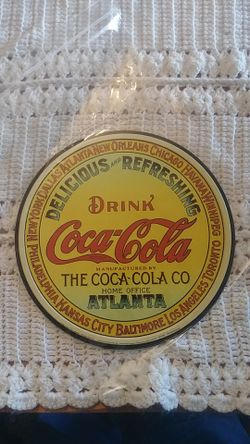 DALLAS ATLANTA NEW ORLEANS CHICAGO HAVANA WINNIPEG
DELICIOUS AND REFRESHING
DRINK
Coca-Cola
MANUFACTURED BY
THE COCA-COLA CO
HOME OFFICE
ATLANTA
NEW YORK PHILADELPHIA KANSAS CITY BALTIMORE LOS ANGELES TORONTO